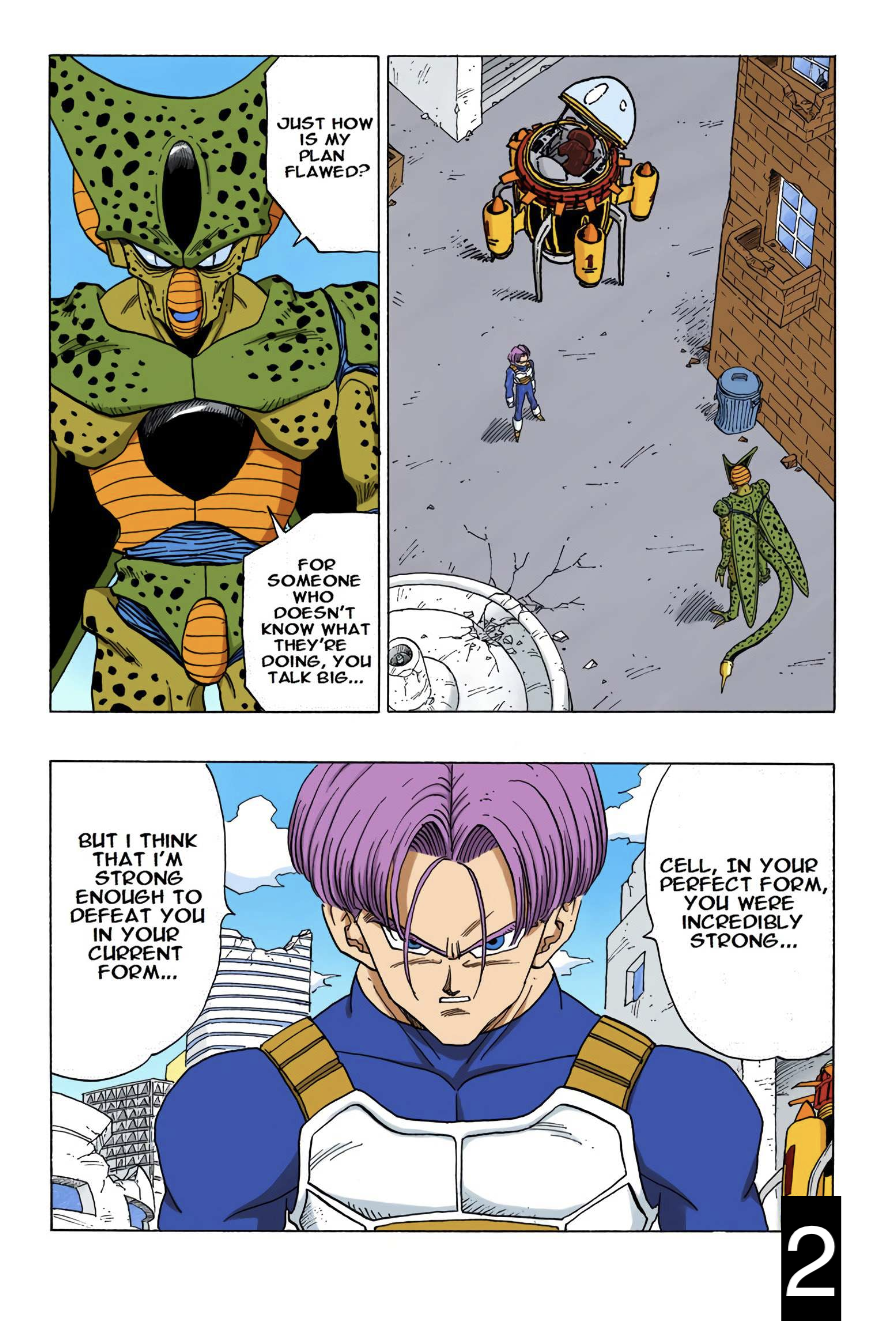 1
JUST HOW
IS MY
PLAN
FLAWED?
FOR
SOMEONE
WHO
DOESN'T
KNOW WHAT
THEY'RE
DOING, YOU
TALK BIG...
CELL, IN YOUR
PERFECT FORM,
YOU WERE
INCREDIBLY
STRONG...
BUT I THINK
THAT I'M
STRONG
ENOUGH TO
DEFEAT YOU
IN YOUR
CURRENT
FORM...
2